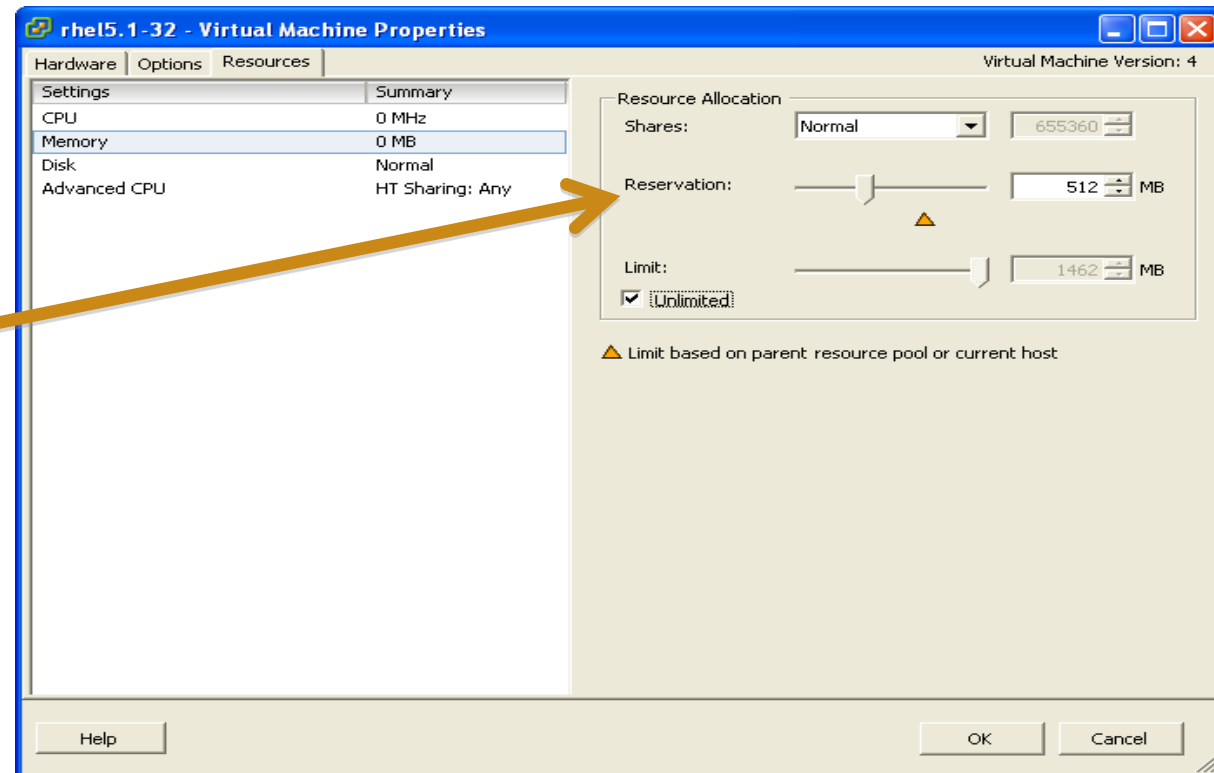 rhel5.1-32 - Virtual Machine Properties
Hardware Options Resources Virtual Machine Version: 4
Settings Summary
CPU 0 MHz
Memory 0 MB
Disk Normal
Advanced CPU HT Sharing: Any
Resource Allocation
Shares: Normal 655360
Reservation: 512 MB
Limit: 1462 MB
Unlimited
Limit based on parent resource pool or current host
Help OK Cancel